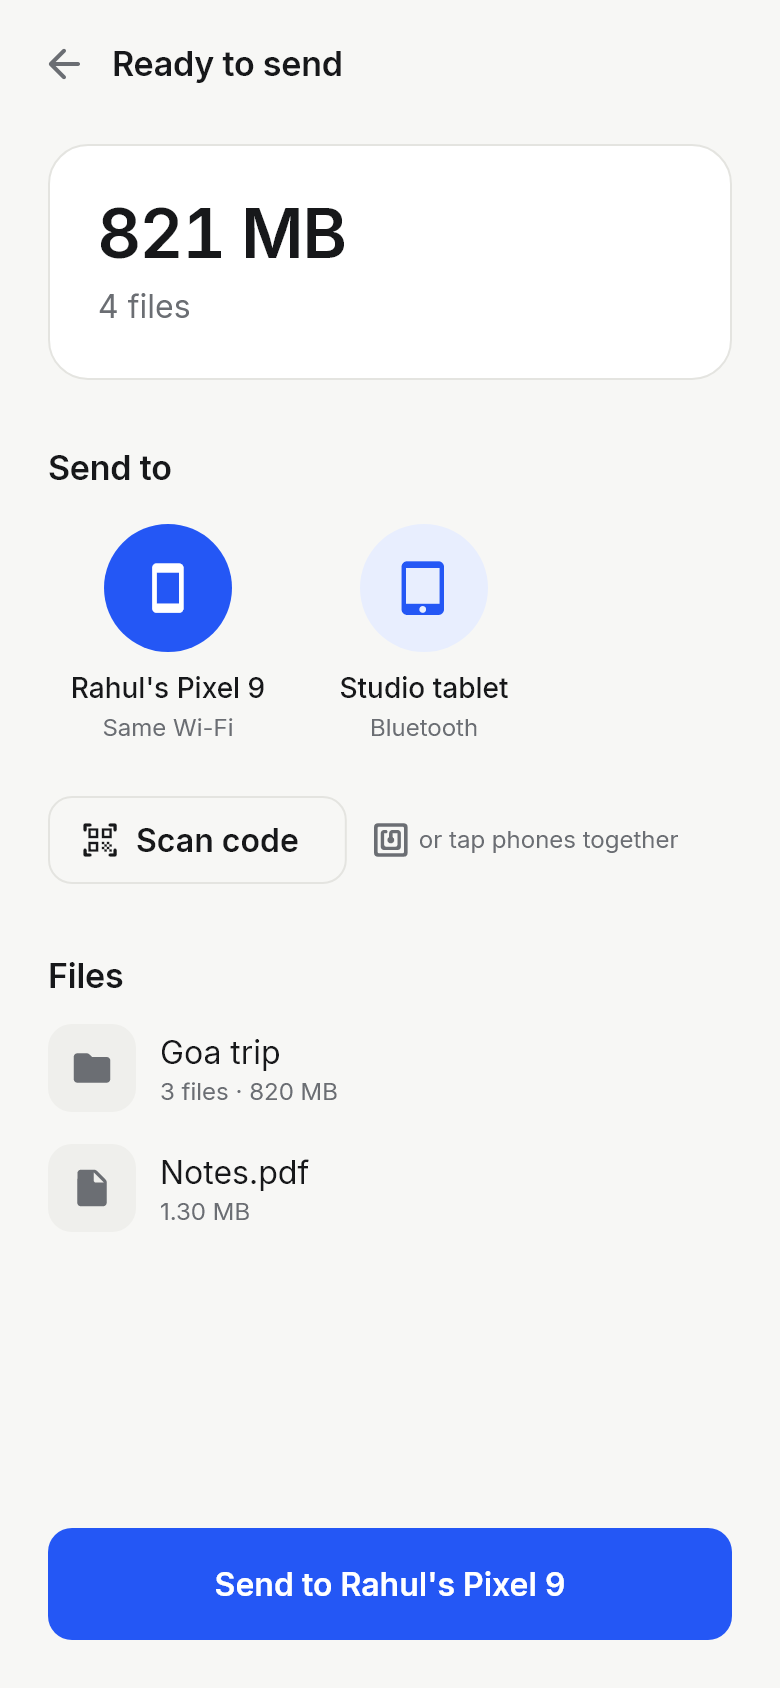 Ready to send
821 MB
4 files
Send to
Rahul's Pixel 9
Same Wi-Fi
Studio tablet
Bluetooth
Scan code
or tap phones together
Files
Goa trip
3 files · 820 MB
Notes.pdf
1.30 MB
Send to Rahul's Pixel 9